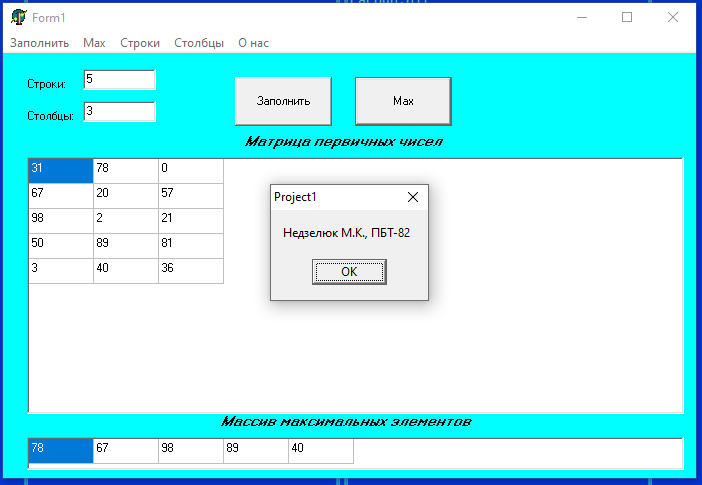 Form1
Заполнить Max Строки Столбцы О нас
Строки: 5
Столбцы: 3
Заполнить Max
Матрица первичных чисел
31 78 0
67 20 57
98 2 21
50 89 81
3 40 36
Project1
Недзелюк М.К., ПБТ-82
OK
Массив максимальных элементов
78 67 98 89 40